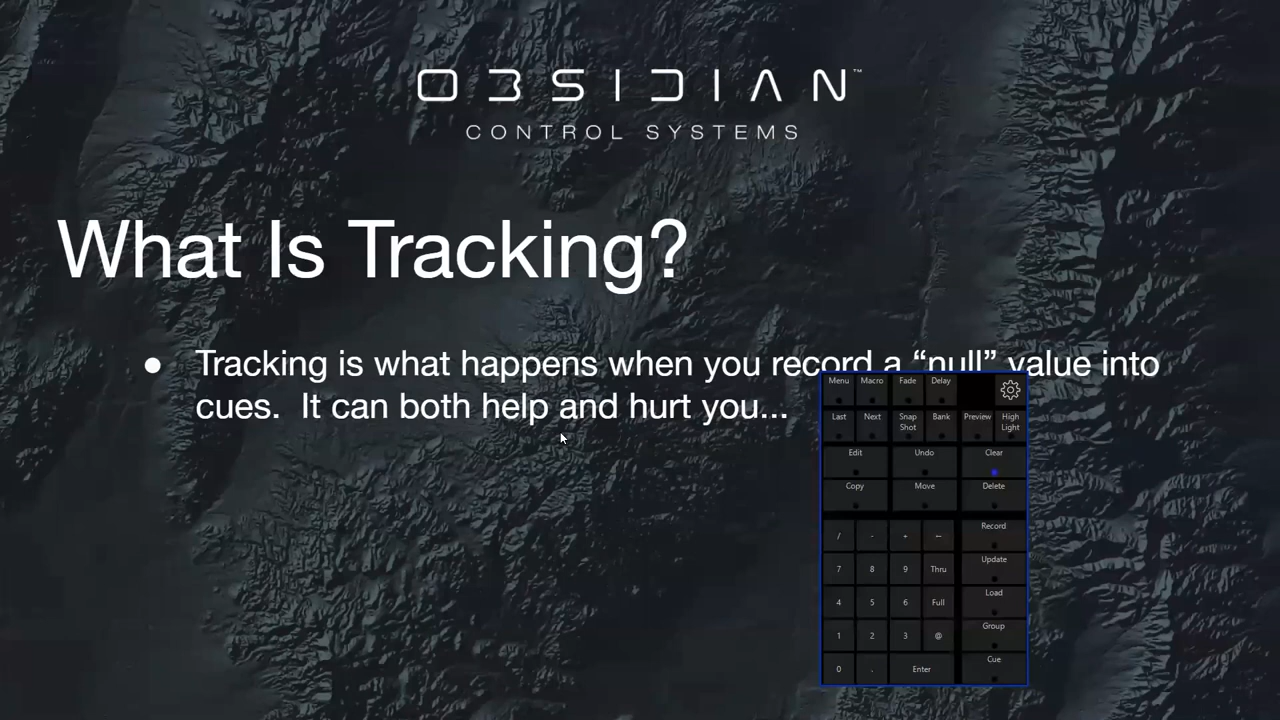 OBSIDIAN™
CONTROL SYSTEMS
What Is Tracking?
● Tracking is what happens when you record a “null” value into
cues. It can both help and hurt you...
Menu Macro Fade Delay
Last Next Snap Shot Bank Preview High Light
Edit Undo Clear
Copy Move Delete
/ - + ← Record
7 8 9 Thru Update
4 5 6 Full Load
1 2 3 @ Group
0 . Enter Cue